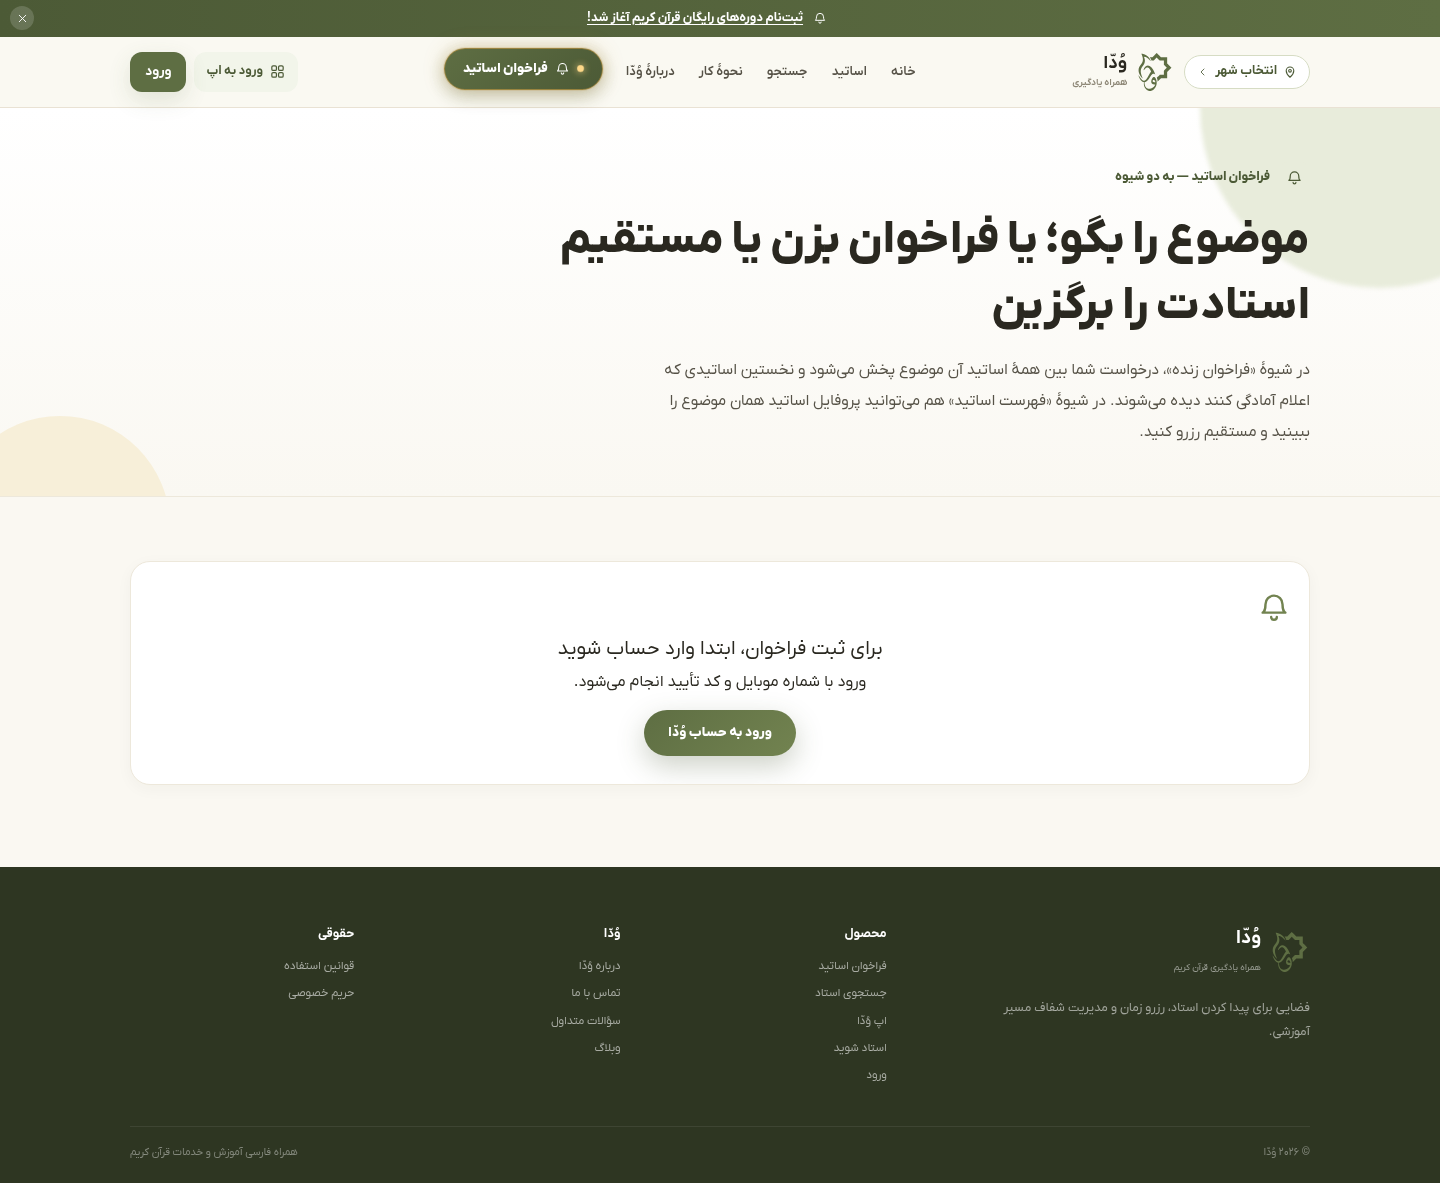 ثبت‌نام دوره‌های رایگان قرآن کریم آغاز شد!
انتخاب شهر
وُدّا
همراه یادگیری
خانه
اساتید
جستجو
نحوهٔ کار
دربارهٔ وُدّا
فراخوان اساتید
ورود به اپ
ورود
فراخوان اساتید — به دو شیوه
موضوع را بگو؛ یا فراخوان بزن یا مستقیم
استادت را برگزین
در شیوهٔ «فراخوان زنده»، درخواست شما بین همهٔ اساتید آن موضوع پخش می‌شود و نخستین اساتیدی که
اعلام آمادگی کنند دیده می‌شوند. در شیوهٔ «فهرست اساتید» هم می‌توانید پروفایل اساتید همان موضوع را
ببینید و مستقیم رزرو کنید.
برای ثبت فراخوان، ابتدا وارد حساب شوید
ورود با شماره موبایل و کد تأیید انجام می‌شود.
ورود به حساب وُدّا
وُدّا
همراه یادگیری قرآن کریم
فضایی برای پیدا کردن استاد، رزرو زمان و مدیریت شفاف مسیر
آموزشی.
محصول
فراخوان اساتید
جستجوی استاد
اپ وُدّا
استاد شوید
ورود
وُدّا
درباره وُدّا
تماس با ما
سؤالات متداول
وبلاگ
حقوقی
قوانین استفاده
حریم خصوصی
© ۲۰۲۶ وُدّا
همراه فارسی آموزش و خدمات قرآن کریم